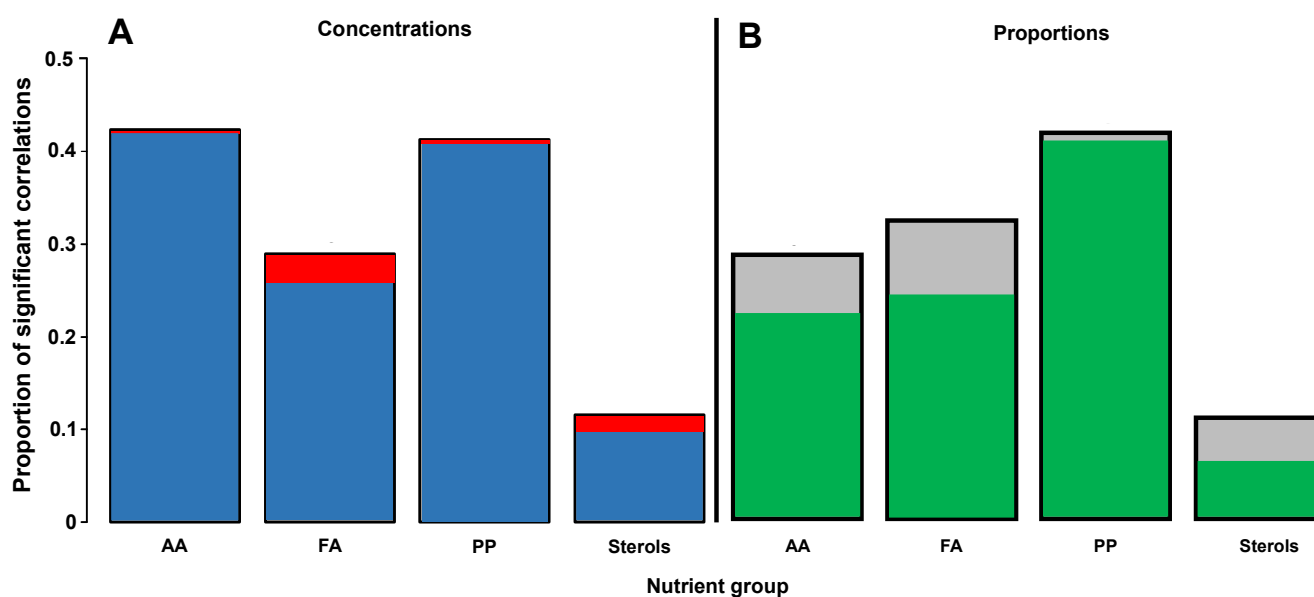 A
Concentrations
B
Proportions
Proportion of significant correlations
0.5
0.4
0.3
0.2
0.1
0
AA
FA
PP
Sterols
AA
FA
PP
Sterols
Nutrient group